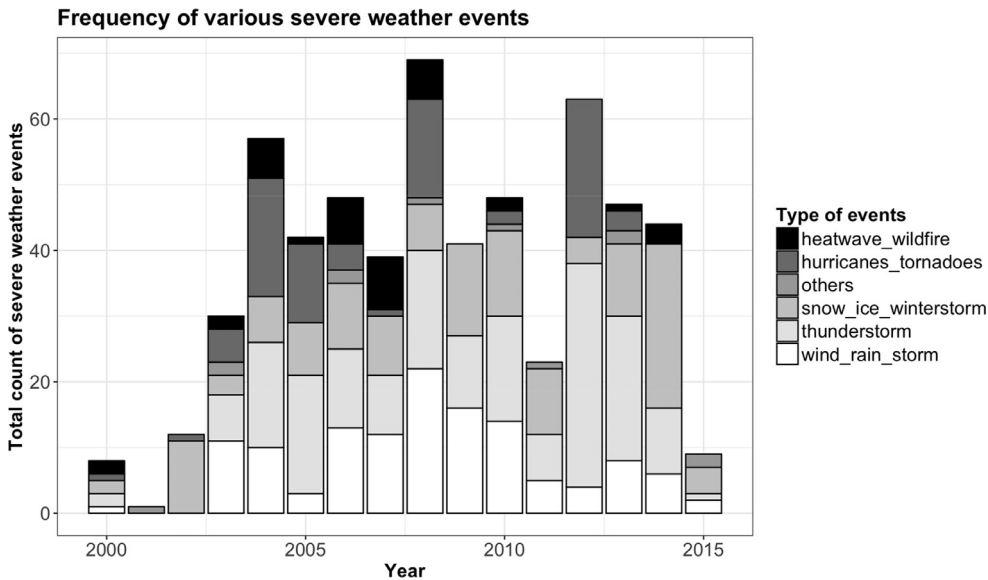 Frequency of various severe weather events
Total count of severe weather events
60
40
20
0
2000
2005
2010
2015
Year
Type of events
heatwave_wildfire
hurricanes_tornadoes
others
snow_ice_winterstorm
thunderstorm
wind_rain_storm